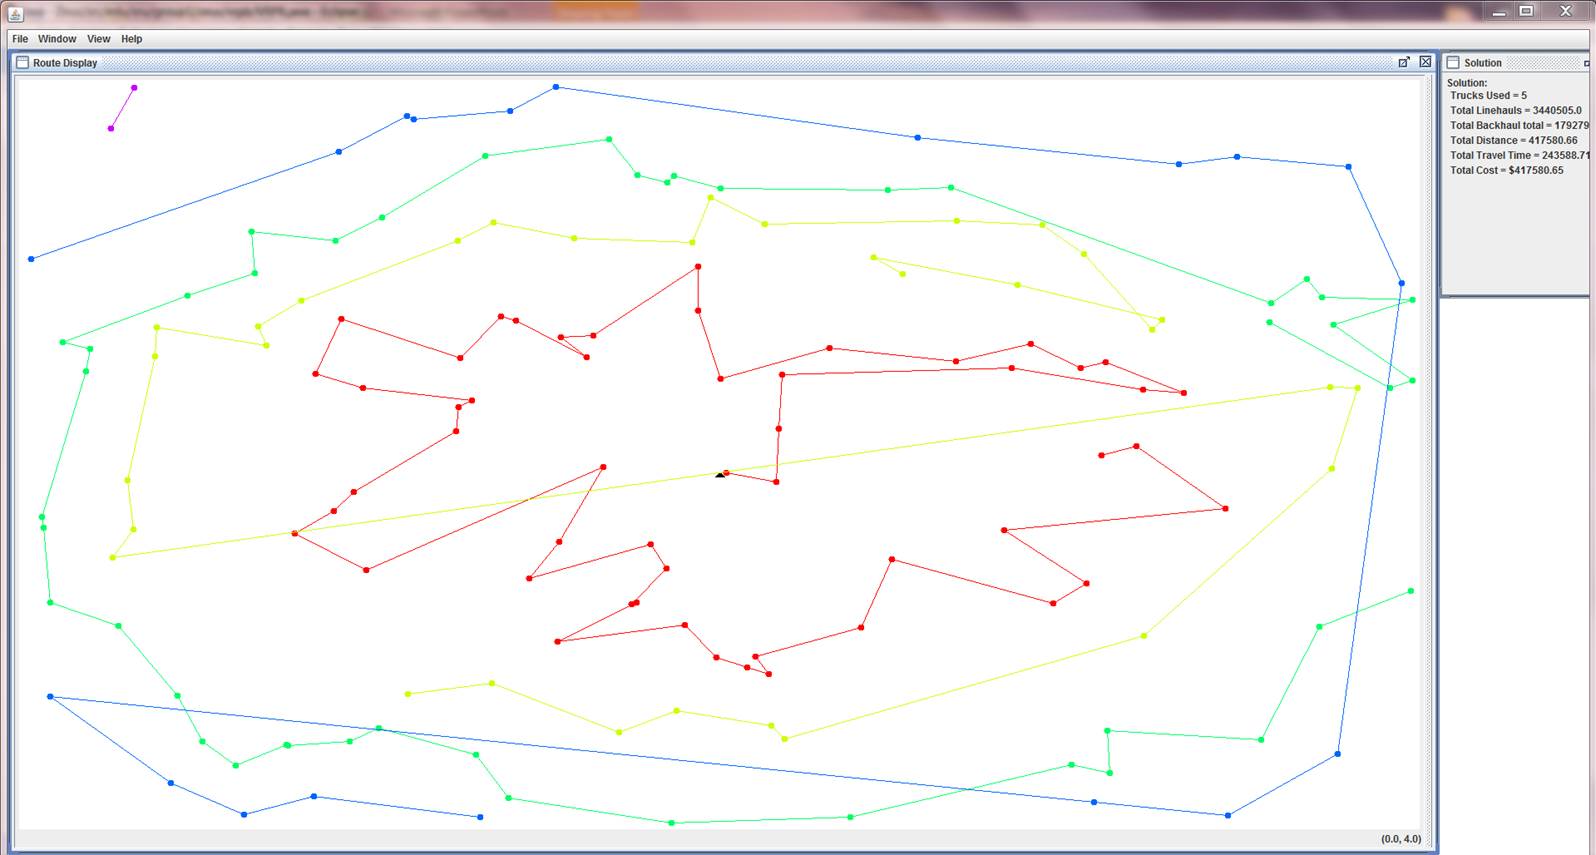 File Window View Help
Route Display
Solution
Solution:
Trucks Used = 5
Total Linehauls = 3440505.0
Total Backhaul total = 179279
Total Distance = 417580.66
Total Travel Time = 243588.71
Total Cost = $417580.65
(0.0, 4.0)